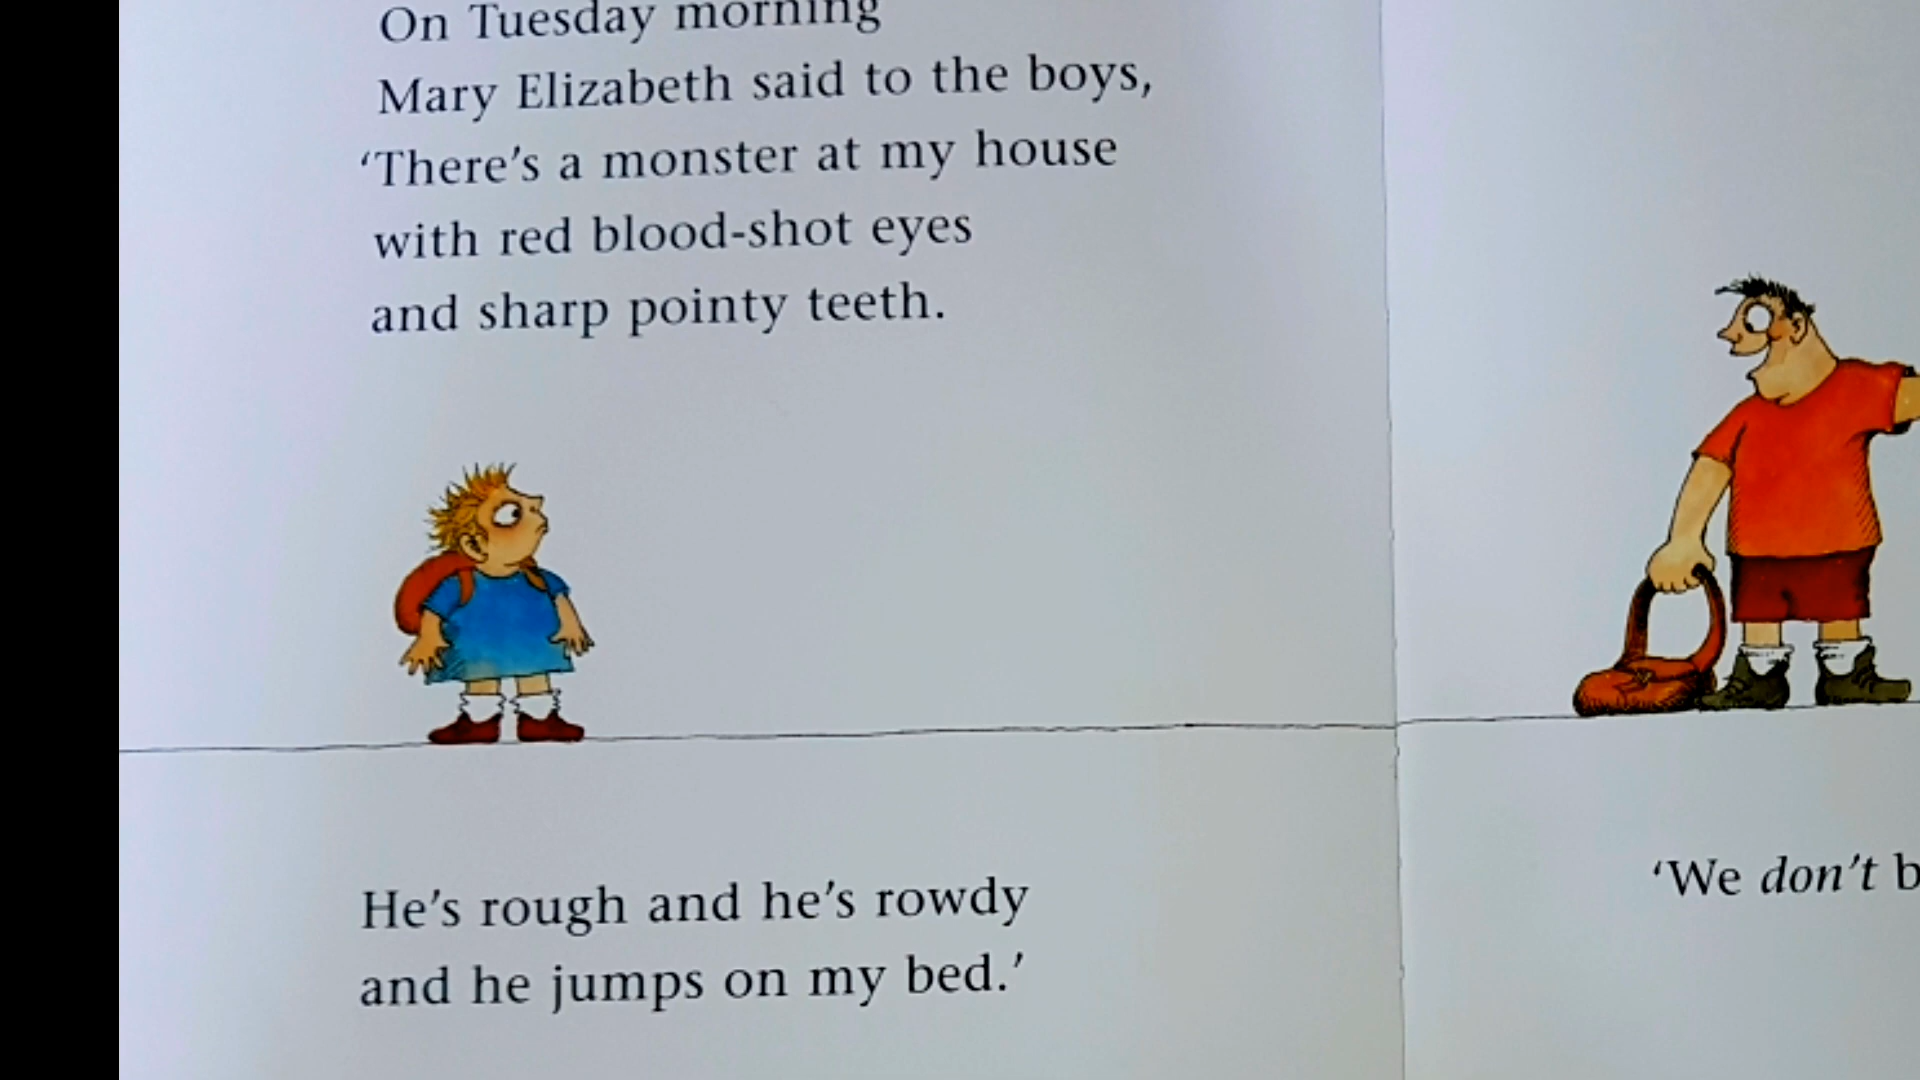 On Tuesday morning
Mary Elizabeth said to the boys,
‘There’s a monster at my house
with red blood-shot eyes
and sharp pointy teeth.
He’s rough and he’s rowdy
and he jumps on my bed.’
‘We don’t